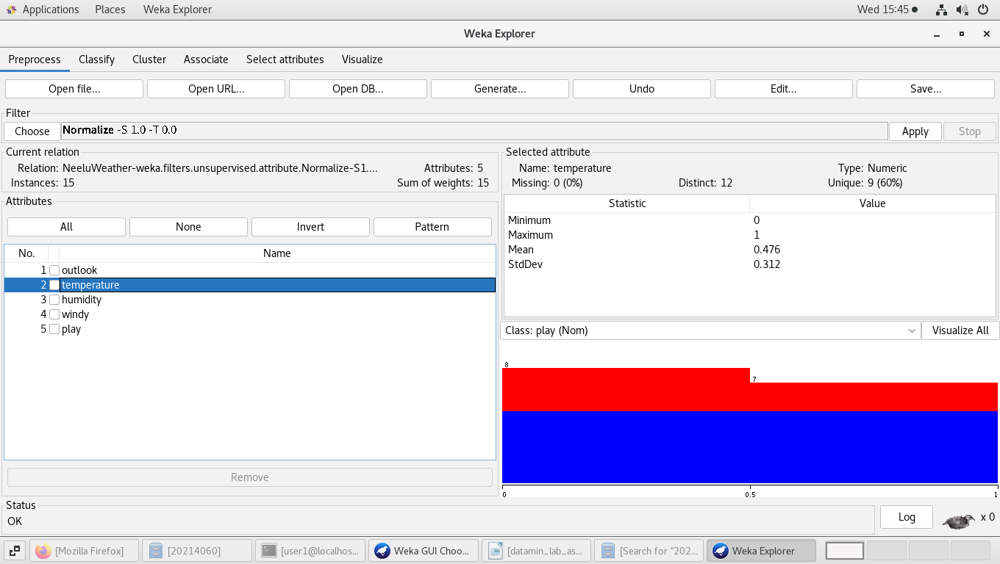 Applications Places Weka Explorer Wed 15:45
Weka Explorer
Preprocess Classify Cluster Associate Select attributes Visualize
Open file... Open URL... Open DB... Generate... Undo Edit... Save...
Filter
Choose Normalize -S 1.0 -T 0.0 Apply Stop
Current relation
Relation: NeeluWeather-weka.filters.unsupervised.attribute.Normalize-S1.... Attributes: 5
Instances: 15 Sum of weights: 15
Attributes
All None Invert Pattern
No. Name
1 outlook
2 temperature
3 humidity
4 windy
5 play
Remove
Selected attribute
Name: temperature Type: Numeric
Missing: 0 (0%) Distinct: 12 Unique: 9 (60%)
Statistic Value
Minimum 0
Maximum 1
Mean 0.476
StdDev 0.312
Class: play (Nom) Visualize All
8
7
0 0.5 1
Status
OK
Log x 0
[Mozilla Firefox] [20214060] [user1@localhos... Weka GUI Choo... [datamin_lab_as... [Search for “202... Weka Explorer